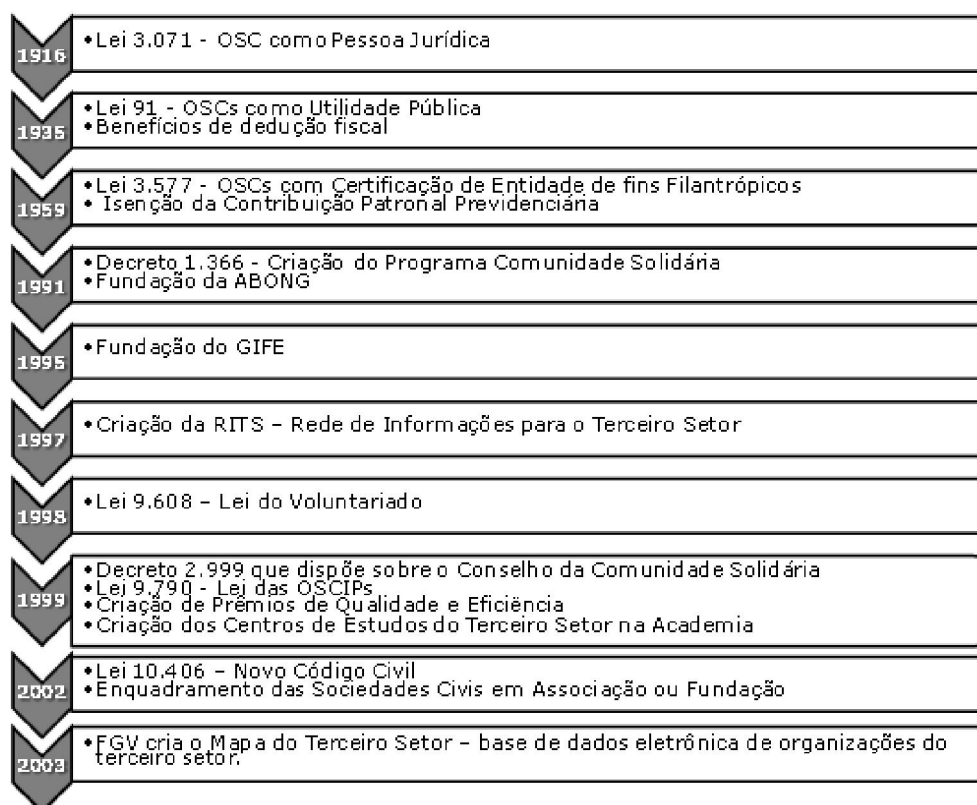 1916
•Lei 3.071 - OSC como Pessoa Jurídica
1935
•Lei 91 - OSCs como Utilidade Pública
•Benefícios de dedução fiscal
1959
•Lei 3.577 - OSCs com Certificação de Entidade de fins Filantrópicos
• Isenção da Contribuição Patronal Previdenciária
1991
•Decreto 1.366 - Criação do Programa Comunidade Solidária
•Fundação da ABONG
1995
•Fundação do GIFE
1997
•Criação da RITS – Rede de Informações para o Terceiro Setor
1998
•Lei 9.608 – Lei do Voluntariado
1999
•Decreto 2.999 que dispõe sobre o Conselho da Comunidade Solidária
•Lei 9.790 - Lei das OSCIPs
•Criação de Prêmios de Qualidade e Eficiência
•Criação dos Centros de Estudos do Terceiro Setor na Academia
2002
•Lei 10.406 – Novo Código Civil
•Enquadramento das Sociedades Civis em Associação ou Fundação
2003
•FGV cria o Mapa do Terceiro Setor – base de dados eletrônica de organizações do
terceiro setor.